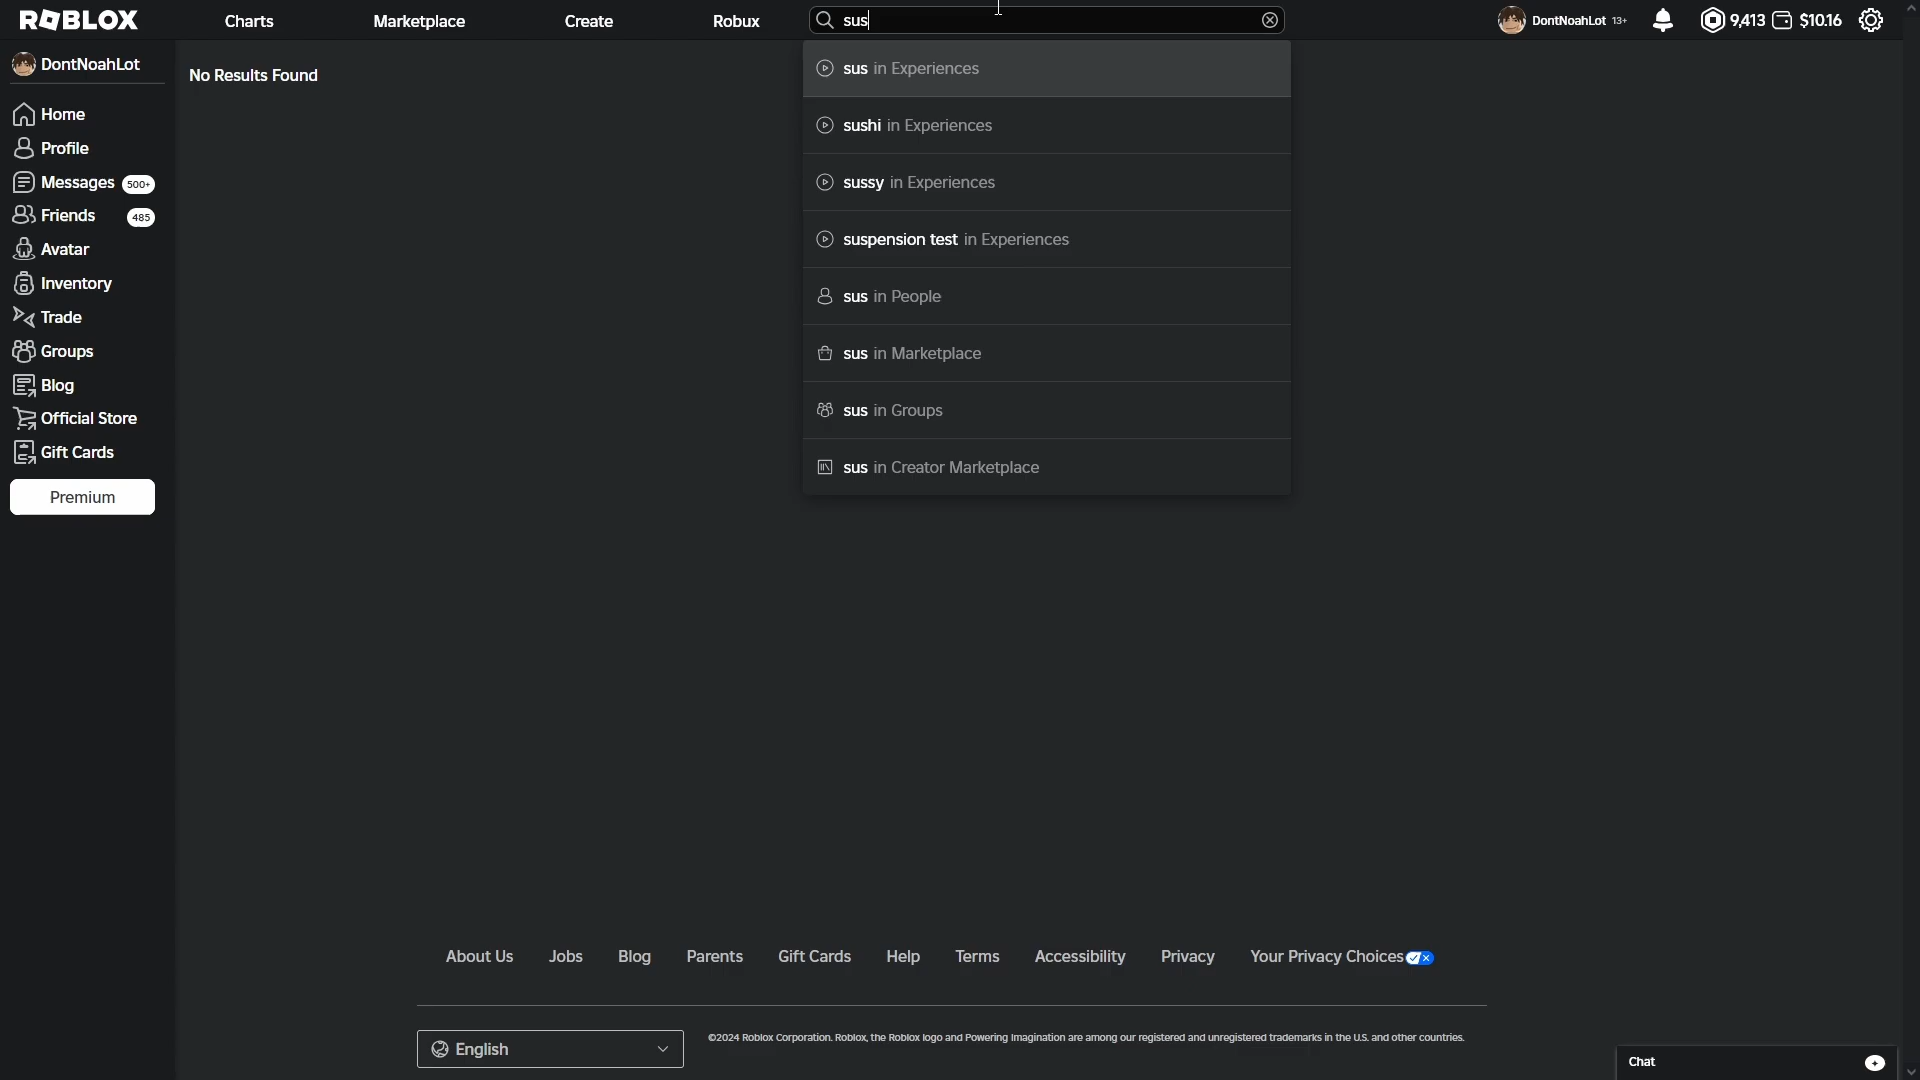 ROBLOX
Charts
Marketplace
Create
Robux
sus
DontNoahLot 13+
9,413
$10.16
DontNoahLot
Home
Profile
Messages 500+
Friends 485
Avatar
Inventory
Trade
Groups
Blog
Official Store
Gift Cards
Premium
No Results Found
sus in Experiences
sushi in Experiences
sussy in Experiences
suspension test in Experiences
sus in People
sus in Marketplace
sus in Groups
sus in Creator Marketplace
About Us
Jobs
Blog
Parents
Gift Cards
Help
Terms
Accessibility
Privacy
Your Privacy Choices
English
©2024 Roblox Corporation. Roblox, the Roblox logo and Powering Imagination are among our registered and unregistered trademarks in the U.S. and other countries.
Chat